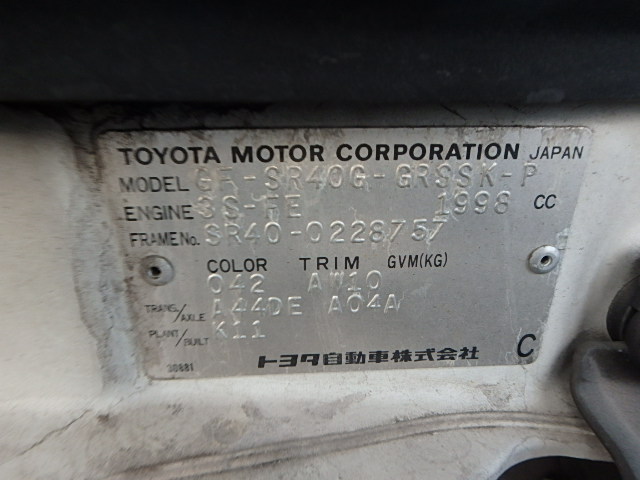 TOYOTA MOTOR CORPORATION JAPAN
MODEL GF-SR40G-GRSSK-P
ENGINE 3S-FE 1998 CC
FRAME No. SR40-0228757
COLOR TRIM GVM(KG)
042 AW10
TRANS./AXLE A44DE A04A
PLANT/BUILT K11
トヨタ自動車株式会社 C
30881